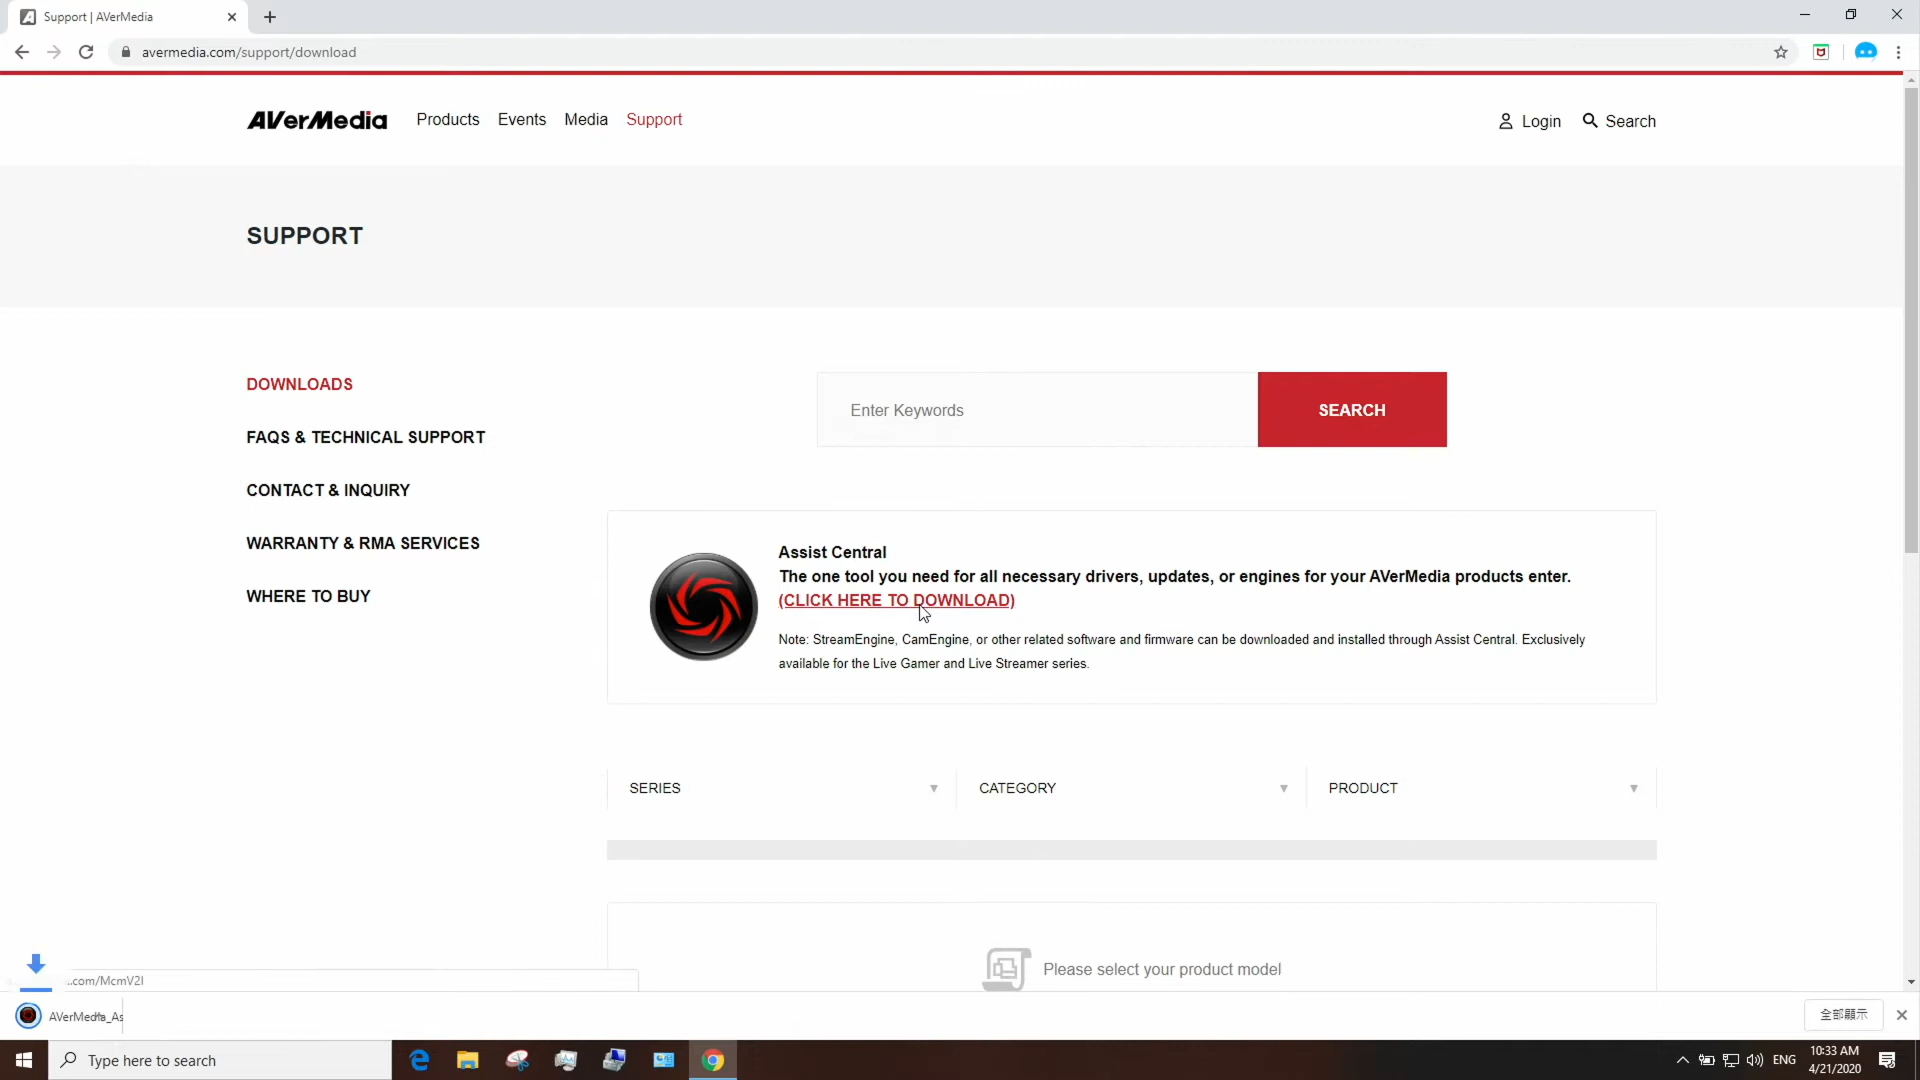 Support | AVerMedia
avermedia.com/support/download
AVerMedia Products Events Media Support Login Search
SUPPORT
DOWNLOADS
FAQS & TECHNICAL SUPPORT
CONTACT & INQUIRY
WARRANTY & RMA SERVICES
WHERE TO BUY
Enter Keywords SEARCH
Assist Central
The one tool you need for all necessary drivers, updates, or engines for your AVerMedia products enter.
(CLICK HERE TO DOWNLOAD)
Note: StreamEngine, CamEngine, or other related software and firmware can be downloaded and installed through Assist Central. Exclusively
available for the Live Gamer and Live Streamer series.
SERIES CATEGORY PRODUCT
Please select your product model
.com/McmV2I
全部顯示
Type here to search
ENG
10:33 AM
4/21/2020